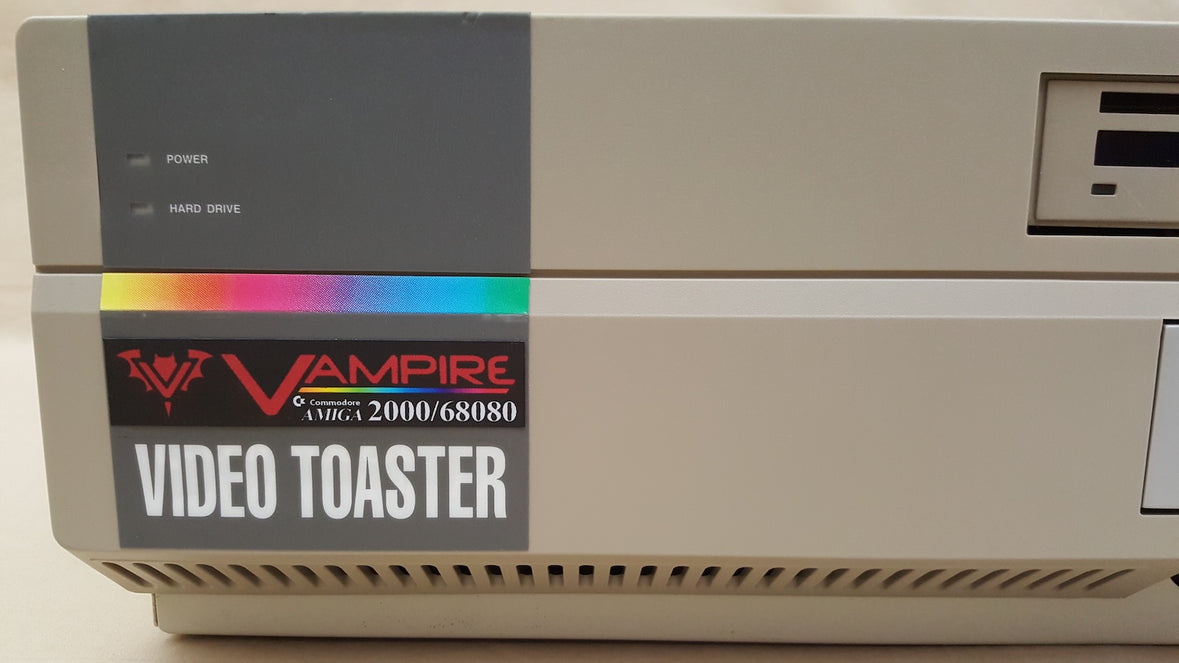 POWER
HARD DRIVE
VAMPIRE
Commodore
AMIGA 2000/68080
VIDEO TOASTER